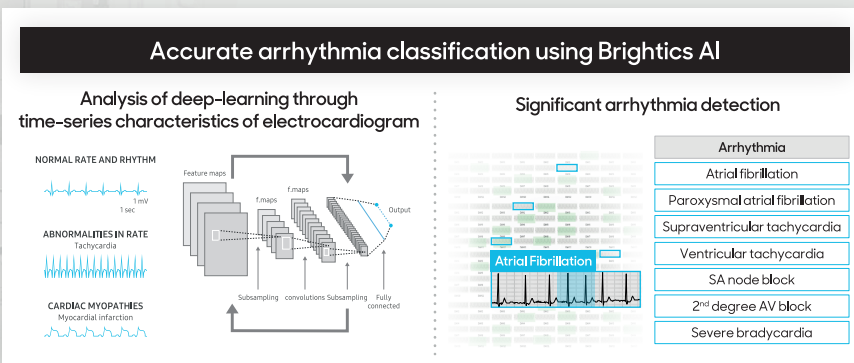 Accurate arrhythmia classification using Brightics AI
Analysis of deep-learning through
time-series characteristics of electrocardiogram
NORMAL RATE AND RHYTHM
1 mV
1 sec
ABNORMALITIES IN RATE
Tachycardia
CARDIAC MYOPATHIES
Myocardial infarction
Feature maps
f.maps
f.maps
Output
Subsampling
convolutions
Subsampling
Fully
connected
Significant arrhythmia detection
Atrial Fibrillation
Arrhythmia
Atrial fibrillation
Paroxysmal atrial fibrillation
Supraventricular tachycardia
Ventricular tachycardia
SA node block
2nd degree AV block
Severe bradycardia